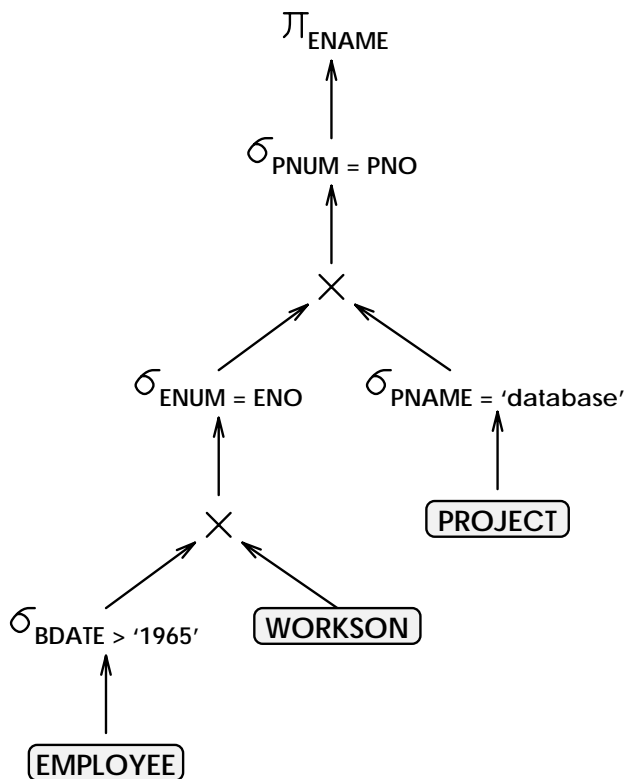 π ENAME
σ PNUM = PNO
×
σ ENUM = ENO
σ PNAME = ‘database’
PROJECT
×
σ BDATE > ‘1965’
WORKSON
EMPLOYEE